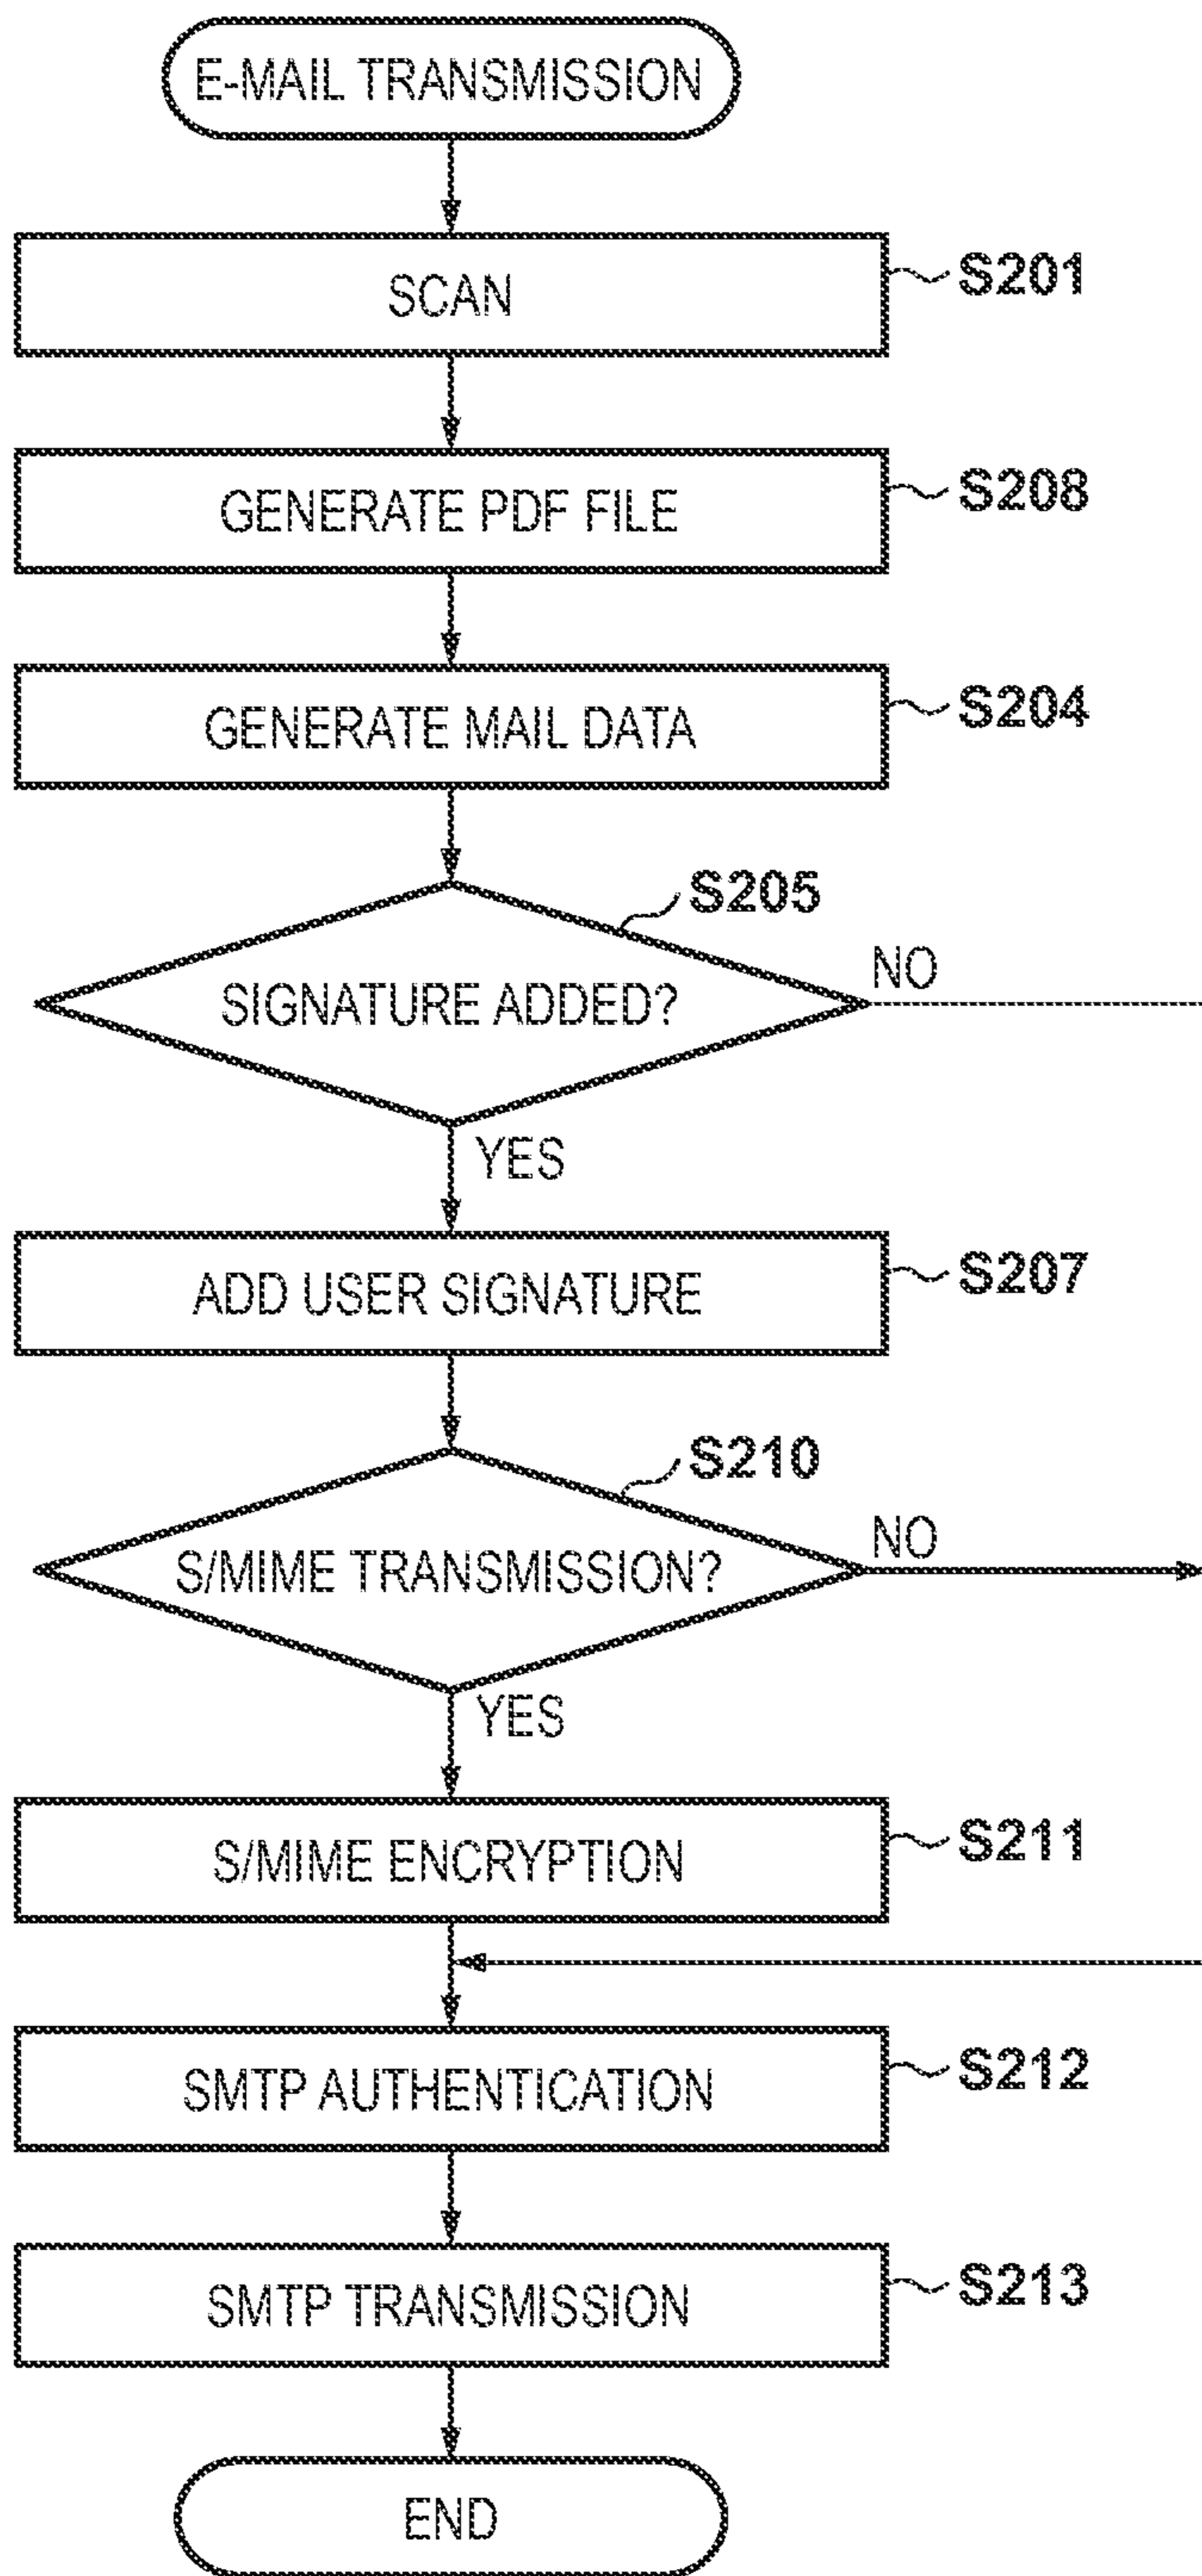 E-MAIL TRANSMISSION
SCAN
S201
GENERATE PDF FILE
S208
GENERATE MAIL DATA
S204
S205
SIGNATURE ADDED?
NO
YES
ADD USER SIGNATURE
S207
S210
S/MIME TRANSMISSION?
NO
YES
S/MIME ENCRYPTION
S211
SMTP AUTHENTICATION
S212
SMTP TRANSMISSION
S213
END